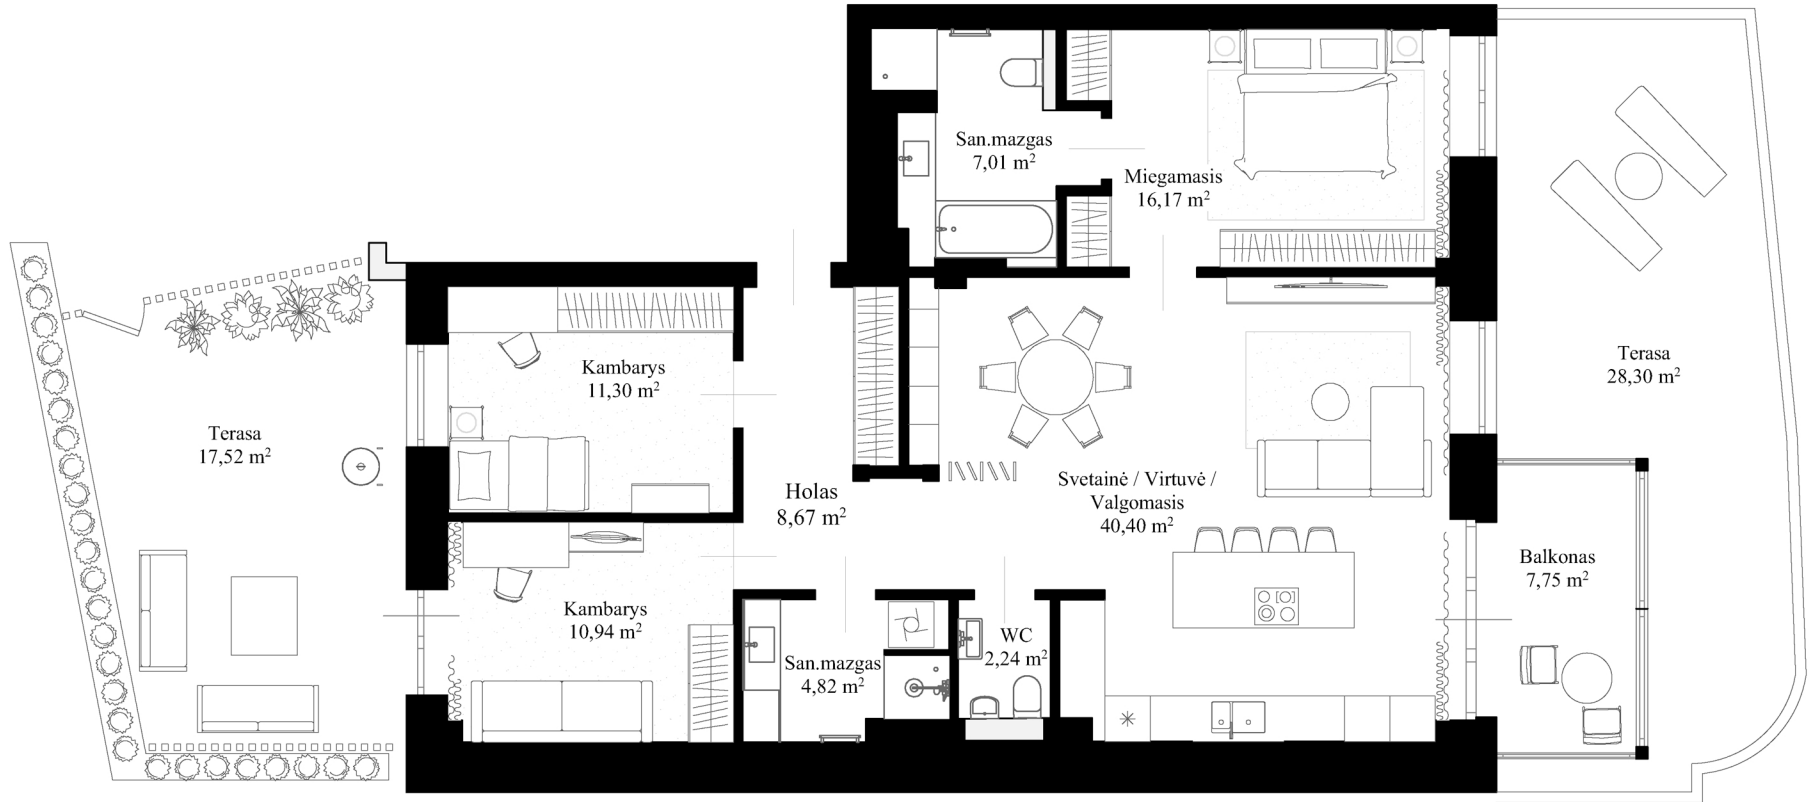 San.mazgas
7,01 m²
Miegamasis
16,17 m²
Kambarys
11,30 m²
Terasa
28,30 m²
Terasa
17,52 m²
Holas
8,67 m²
Svetainė / Virtuvė /
Valgomasis
40,40 m²
Balkonas
7,75 m²
Kambarys
10,94 m²
San.mazgas
4,82 m²
WC
2,24 m²